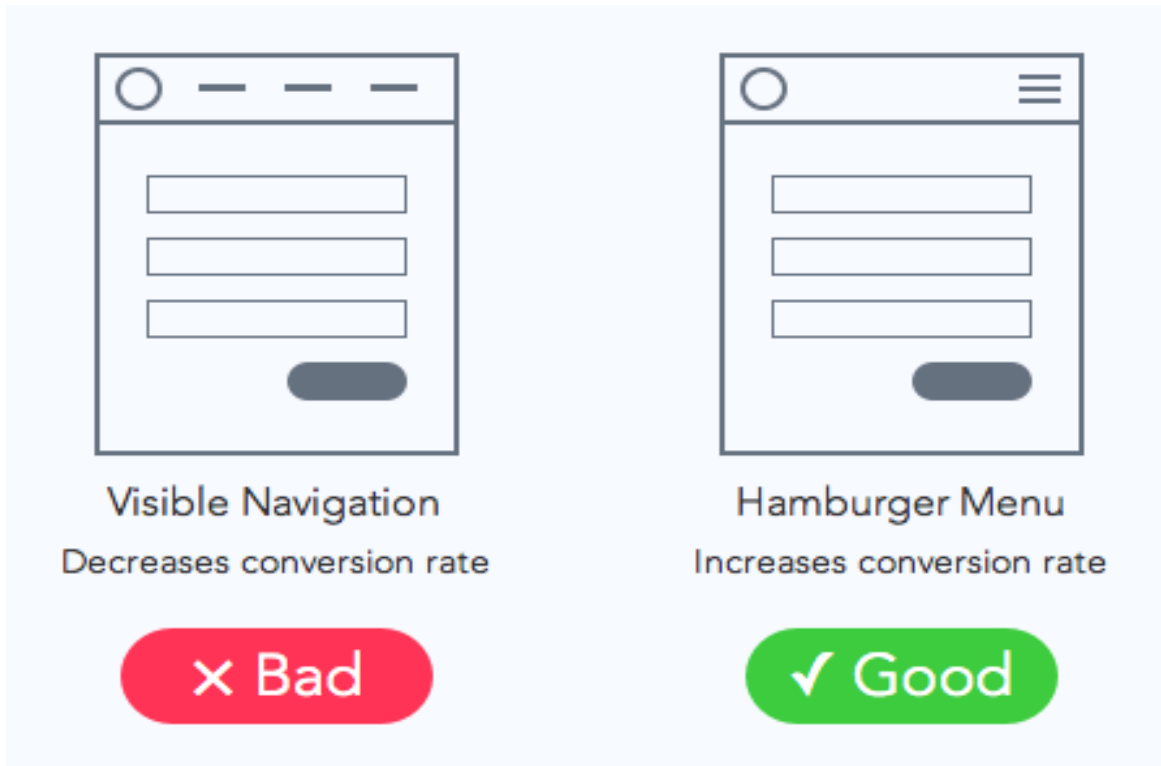 Visible Navigation
Decreases conversion rate
✕ Bad
Hamburger Menu
Increases conversion rate
✓ Good